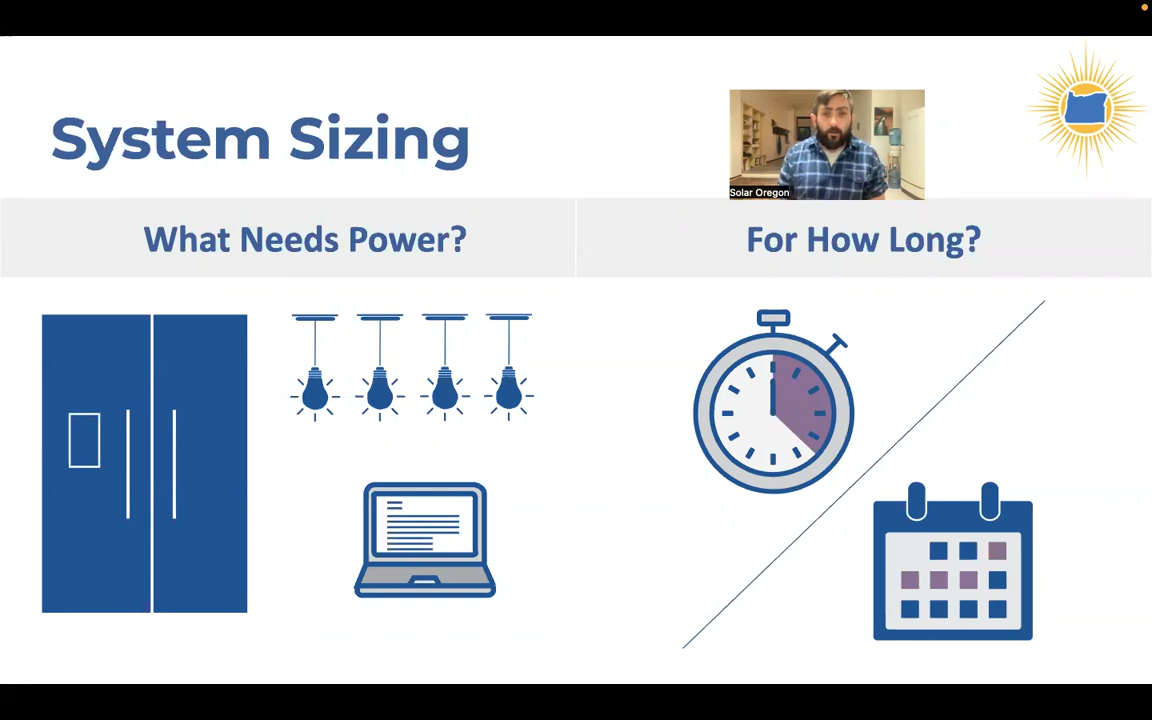 System Sizing
Solar Oregon
What Needs Power?
For How Long?